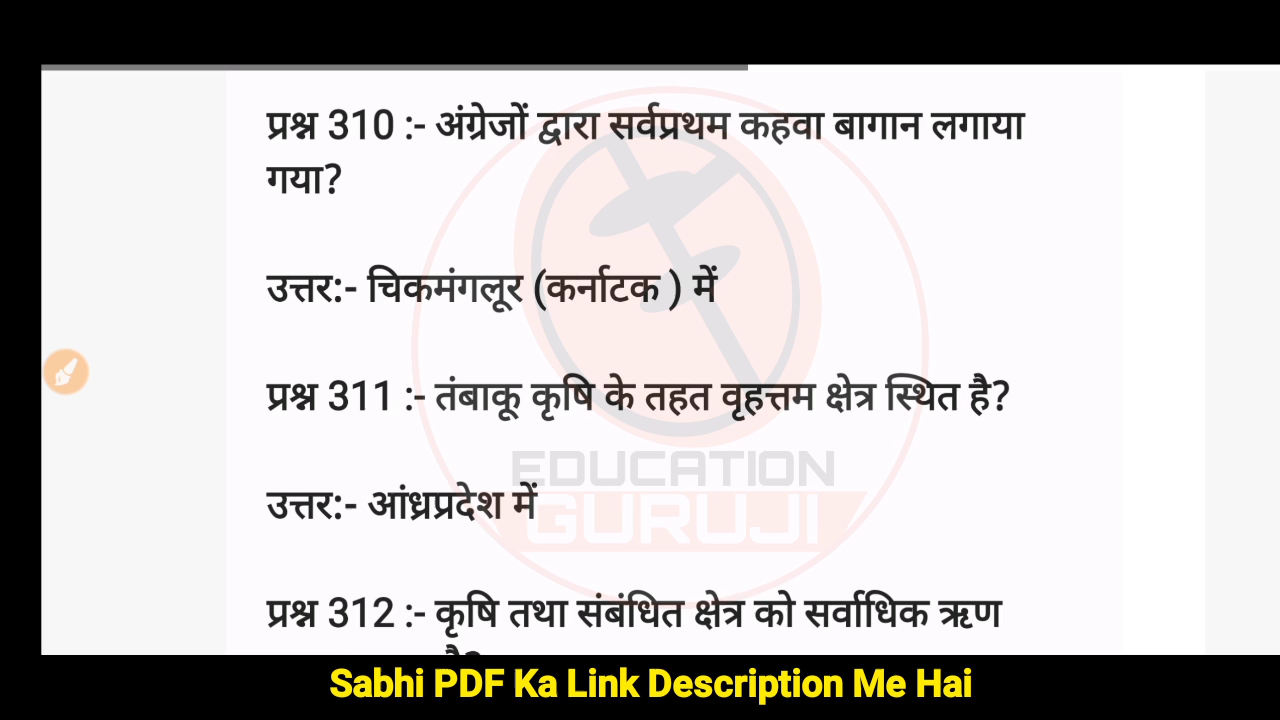 प्रश्न 310 :- अंग्रेजों द्वारा सर्वप्रथम कहवा बागान लगाया
गया?
उत्तर:- चिकमंगलूर (कर्नाटक ) में
प्रश्न 311 :- तंबाकू कृषि के तहत वृहत्तम क्षेत्र स्थित है?
EDUCATION
उत्तर:- आंध्रप्रदेश में
GURUJI
प्रश्न 312 :- कृषि तथा संबंधित क्षेत्र को सर्वाधिक ऋण
Sabhi PDF Ka Link Description Me Hai